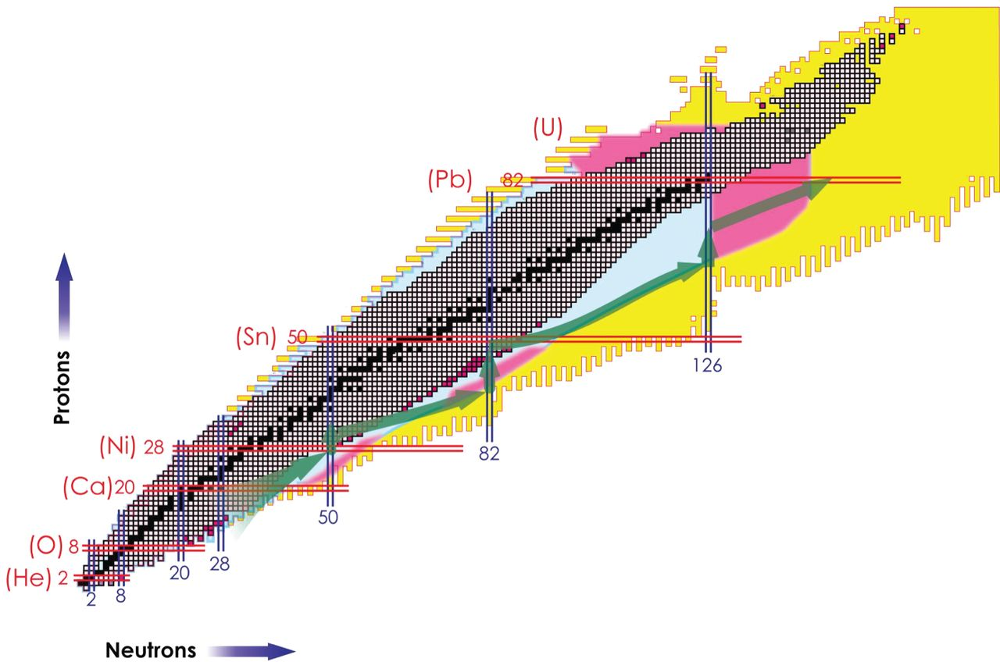 (U)
(Pb) 82
(Sn) 50
126
Protons
(Ni) 28
82
(Ca)20
50
(O) 8
20
28
(He) 2
2
8
Neutrons